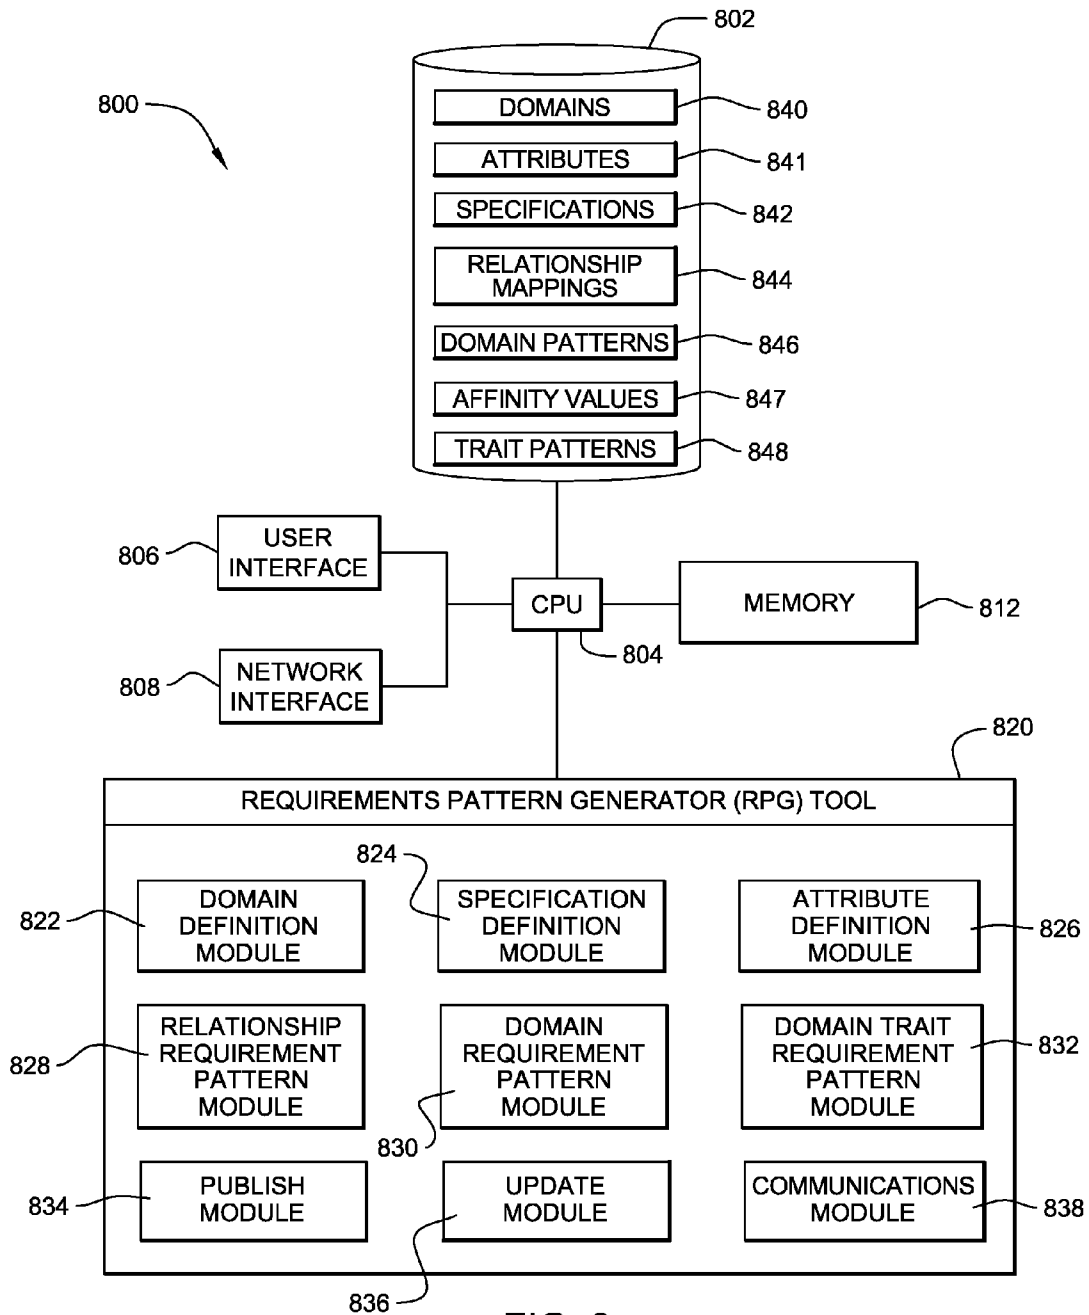 802
800
DOMAINS
840
ATTRIBUTES
841
SPECIFICATIONS
842
RELATIONSHIP
MAPPINGS
844
DOMAIN PATTERNS
846
AFFINITY VALUES
847
TRAIT PATTERNS
848
806
USER
INTERFACE
CPU
804
MEMORY
812
808
NETWORK
INTERFACE
820
REQUIREMENTS PATTERN GENERATOR (RPG) TOOL
822
DOMAIN
DEFINITION
MODULE
824
SPECIFICATION
DEFINITION
MODULE
ATTRIBUTE
DEFINITION
MODULE
826
828
RELATIONSHIP
REQUIREMENT
PATTERN
MODULE
830
DOMAIN
REQUIREMENT
PATTERN
MODULE
DOMAIN TRAIT
REQUIREMENT
PATTERN
MODULE
832
834
PUBLISH
MODULE
836
UPDATE
MODULE
COMMUNICATIONS
MODULE
838